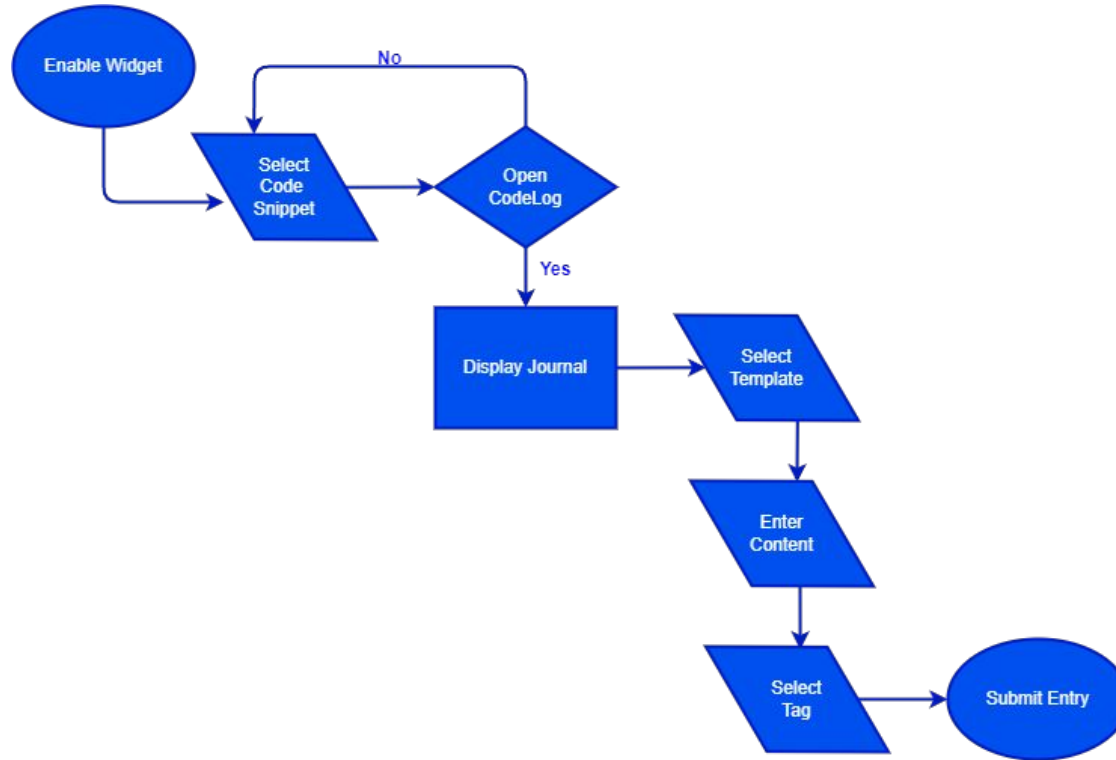 Enable Widget
No
Select
Code
Snippet
Open
CodeLog
Yes
Display Journal
Select
Template
Enter
Content
Select
Tag
Submit Entry